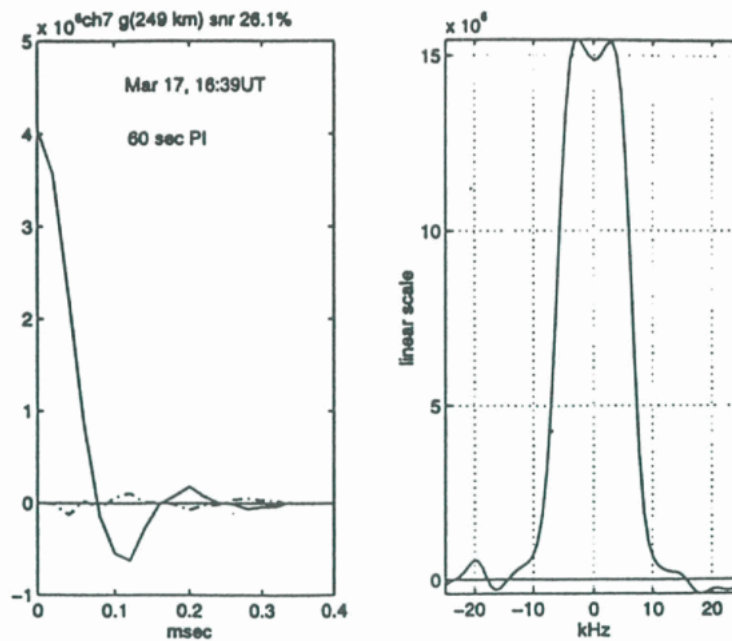 5 × 10⁶ ch7 g(249 km) snr 26.1%
Mar 17, 16:39UT
60 sec PI
4
3
2
1
0
-1
0 0.1 0.2 0.3 0.4
msec
× 10⁶
15
10
5
0
linear scale
-20 -10 0 10 20
kHz